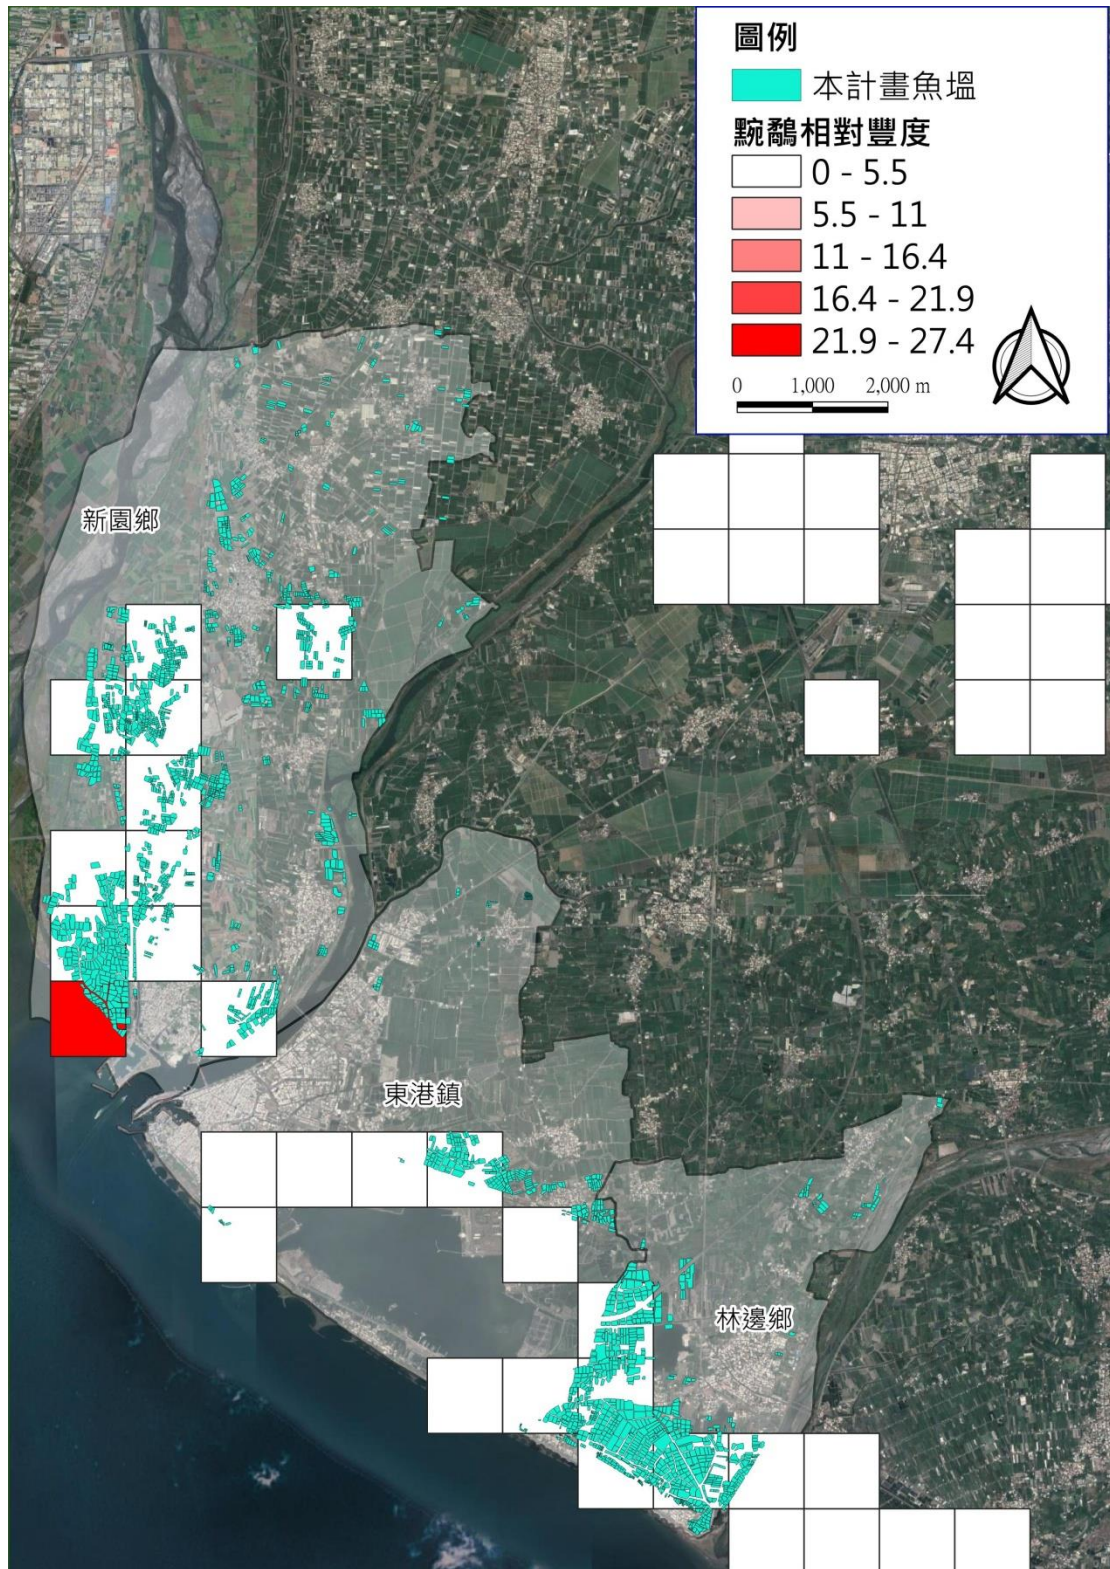 圖例
本計畫魚塭
黦鷸相對豐度
0 - 5.5
5.5 - 11
11 - 16.4
16.4 - 21.9
21.9 - 27.4
0 1,000 2,000 m
新園鄉
東港鎮
林邊鄉